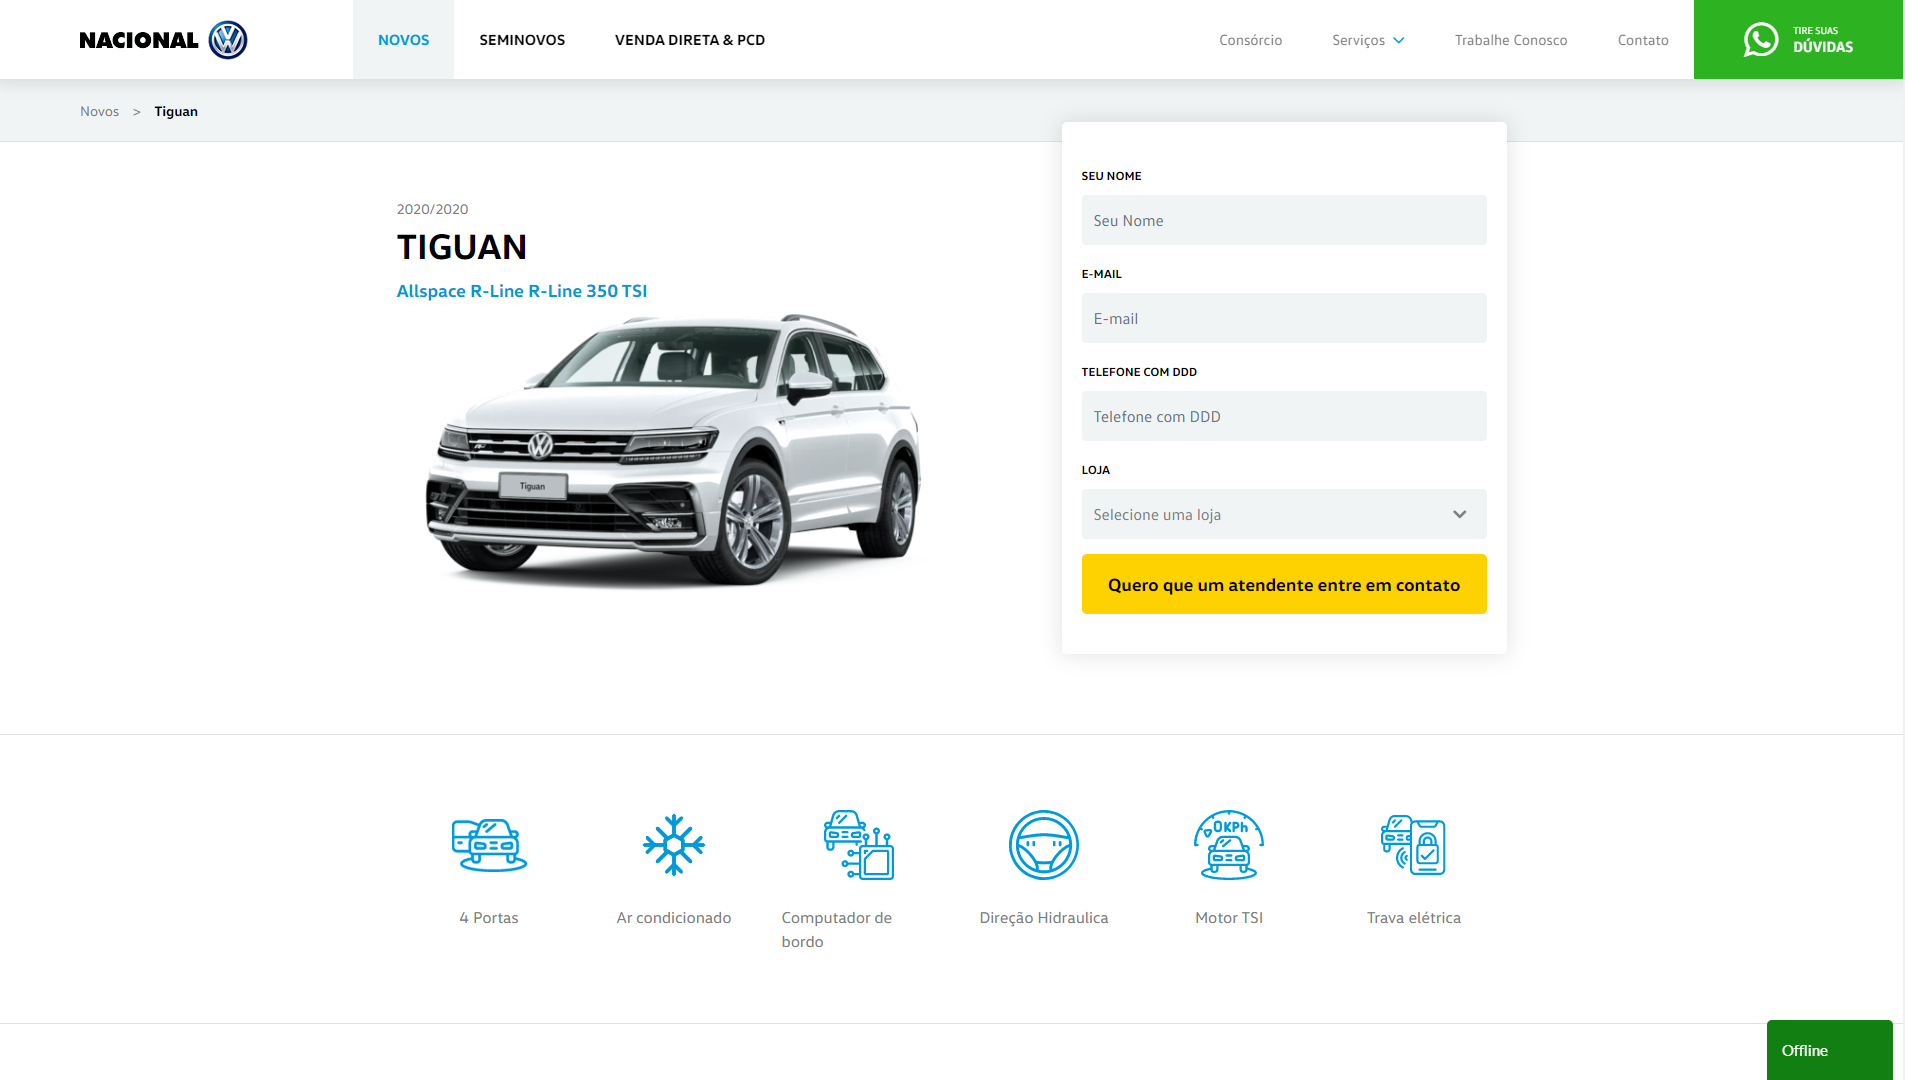 NACIONAL
NOVOS
SEMINOVOS
VENDA DIRETA & PCD
Consórcio
Serviços
Trabalhe Conosco
Contato
TIRE SUAS
DÚVIDAS
Novos > Tiguan
2020/2020
TIGUAN
Allspace R-Line R-Line 350 TSI
Tiguan
SEU NOME
Seu Nome
E-MAIL
E-mail
TELEFONE COM DDD
Telefone com DDD
LOJA
Selecione uma loja
Quero que um atendente entre em contato
0KPh
4 Portas
Ar condicionado
Computador de
bordo
Direção Hidraulica
Motor TSI
Trava elétrica
Offline